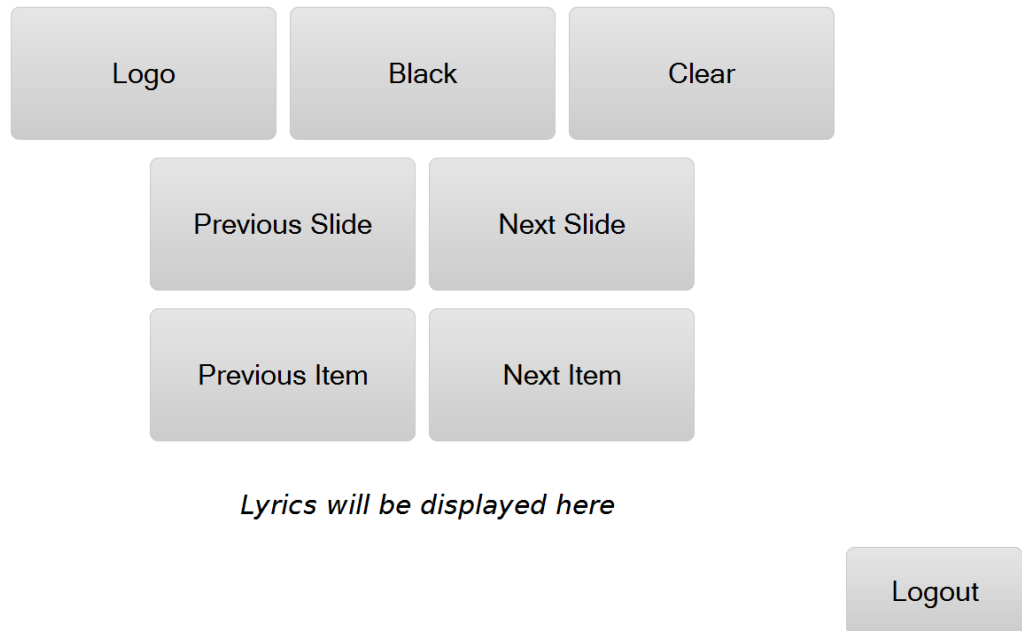 Logo Black Clear
Previous Slide Next Slide
Previous Item Next Item
Lyrics will be displayed here
Logout